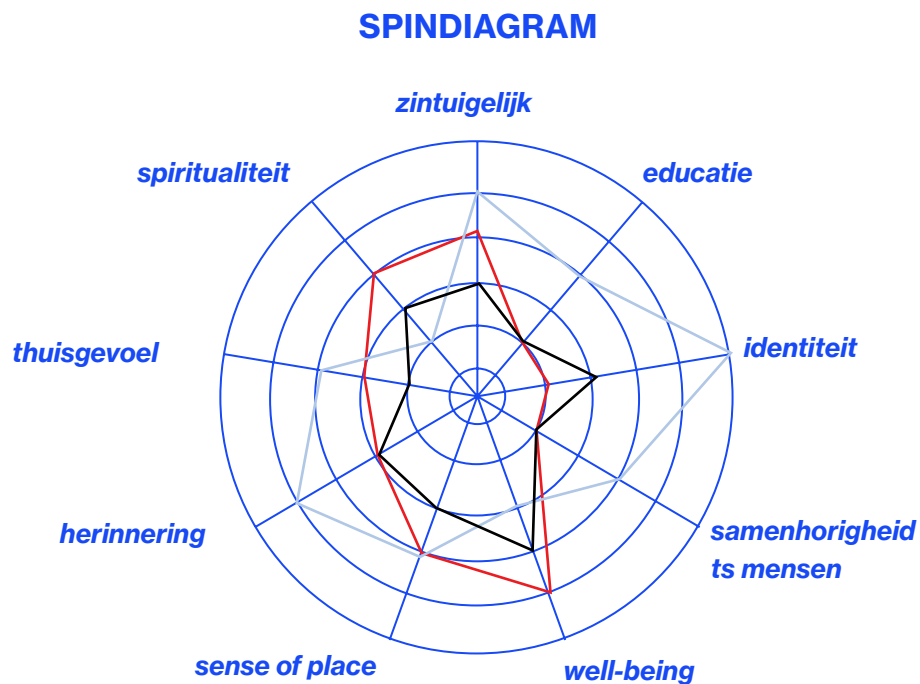 SPINDIAGRAM
zintuigelijk
spiritualiteit
educatie
thuisgevoel
identiteit
herinnering
samenhorigheid
ts mensen
sense of place
well-being